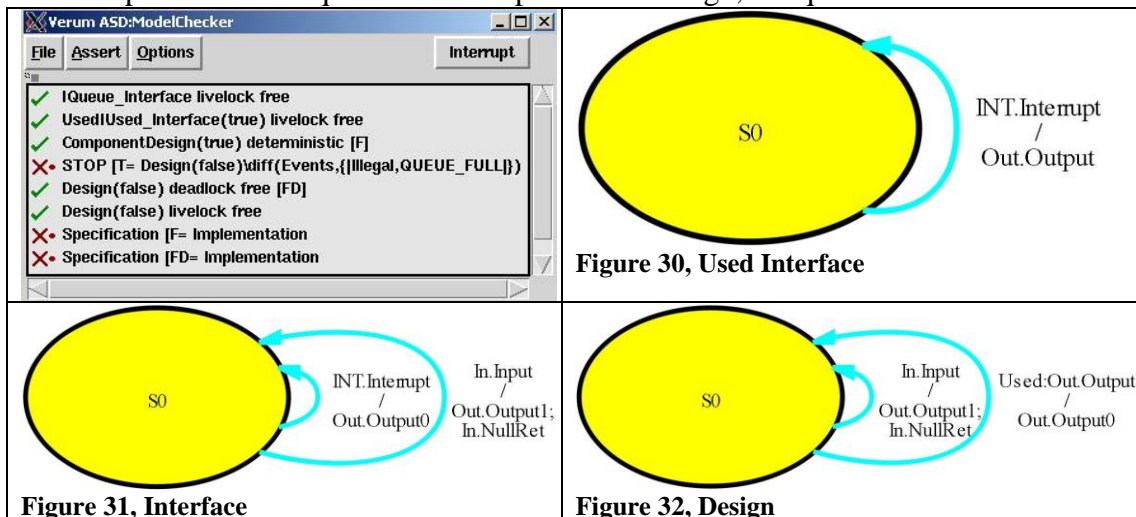 Verum ASD:ModelChecker
File Assert Options Interrupt
IQueue_Interface livelock free
UsedIUsed_Interface(true) livelock free
ComponentDesign(true) deterministic [F]
STOP [T= Design(false)\diff(Events,{|Illegal,QUEUE_FULL|})
Design(false) deadlock free [FD]
Design(false) livelock free
Specification [F= Implementation
Specification [FD= Implementation
S0
INT.Interrupt
/
Out.Output
Figure 30, Used Interface
S0
INT.Interrupt
/
Out.Output0
In.Input
/
Out.Output1;
In.NullRet
Figure 31, Interface
S0
In.Input
/
Out.Output1;
In.NullRet
Used:Out.Output
/
Out.Output0
Figure 32, Design